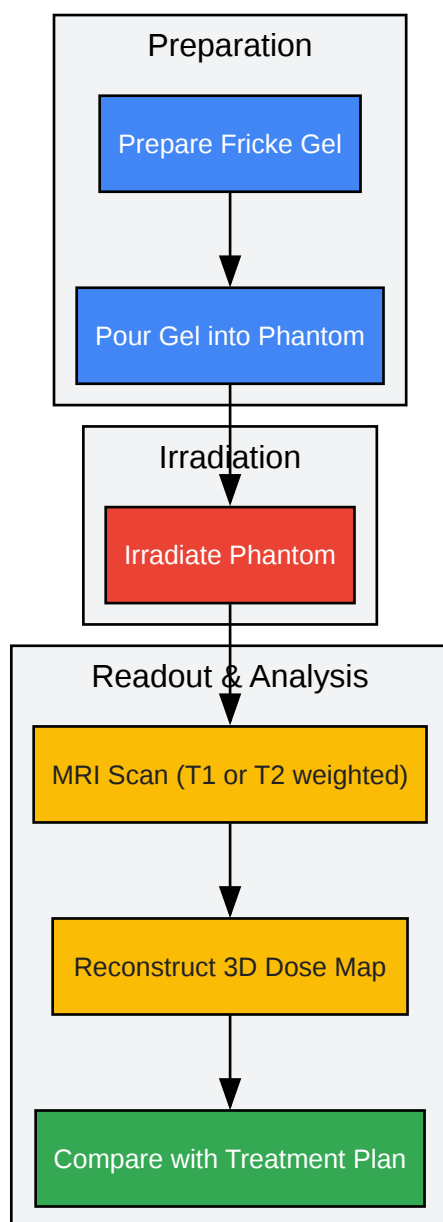 Preparation
Prepare Fricke Gel
Pour Gel into Phantom
Irradiation
Irradiate Phantom
Readout & Analysis
MRI Scan (T1 or T2 weighted)
Reconstruct 3D Dose Map
Compare with Treatment Plan